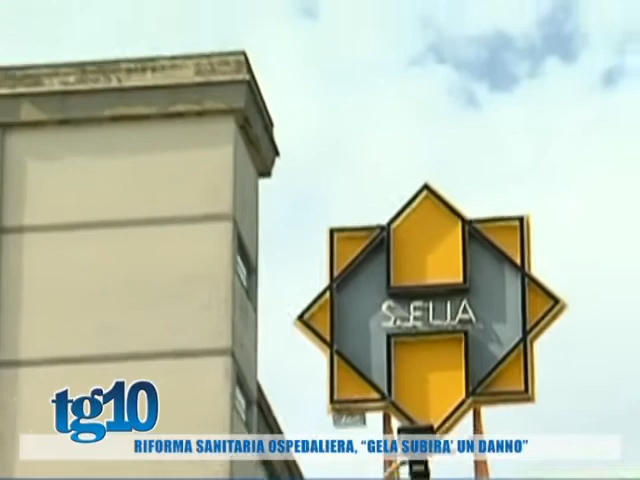 S. ELIA
tg10
RIFORMA SANITARIA OSPEDALIERA, “GELA SUBIRA’ UN DANNO”